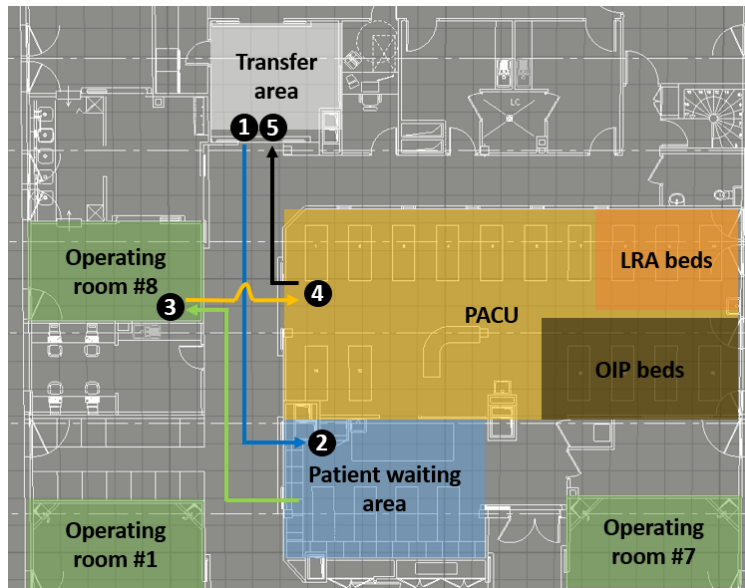 Transfer
area
1 5
Operating
room #8
3
4
LRA beds
PACU
OIP beds
2
Patient waiting
area
Operating
room #1
Operating
room #7
LC